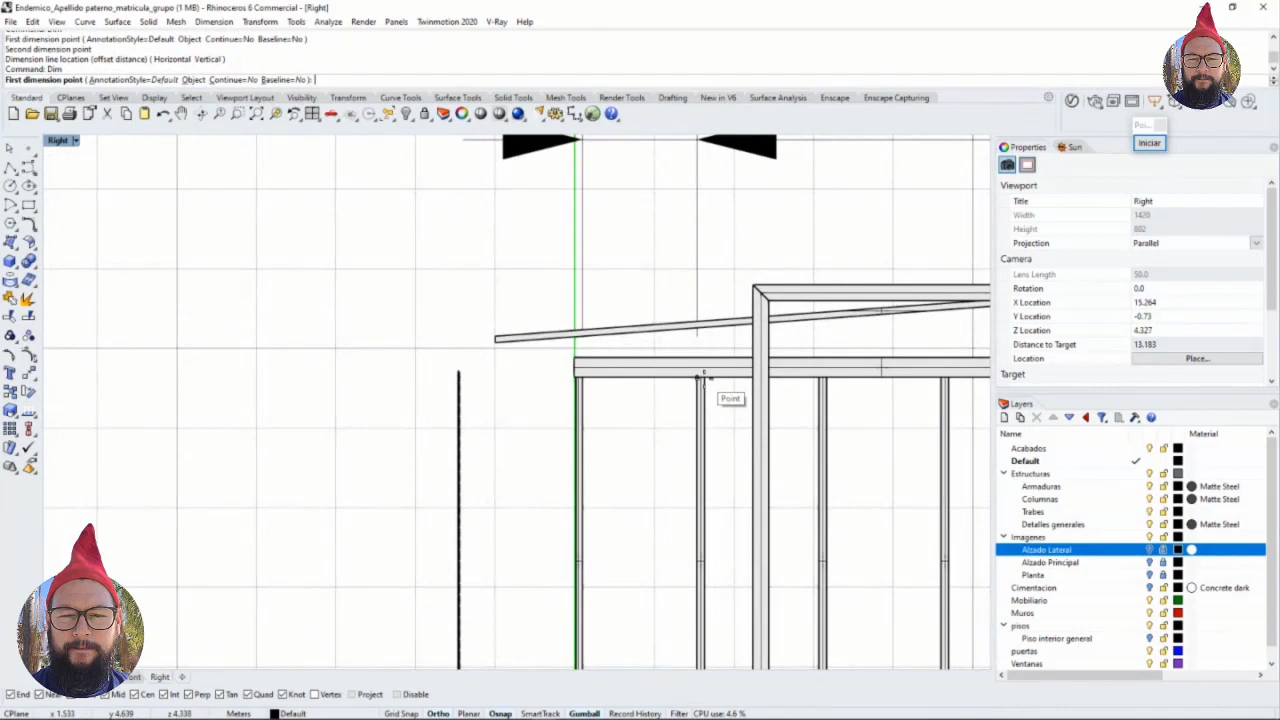 Endemico_Apellido paterno_matricula_grupo (1 MB) - Rhinoceros 6 Commercial - [Right]
File Edit View Curve Surface Solid Mesh Dimension Transform Tools Analyze Render Panels Twinmotion 2020 V-Ray Help
First dimension point ( AnnotationStyle=Default Object Continue=No Baseline=No )
Second dimension point
Dimension line location (offset distance) ( Horizontal Vertical )
Command: Dim
First dimension point ( AnnotationStyle=Default Object Continue=No Baseline=No ):
Standard CPlanes Set View Display Select Viewport Layout Visibility Transform Curve Tools Surface Tools Solid Tools Mesh Tools Render Tools Drafting New in V6 Surface Analysis Enscape Enscape Capturing
Poi...
Iniciar
Right
Properties Sun
Viewport
Title Right
Width 1420
Height 802
Projection Parallel
Camera
Lens Length 50.0
Rotation 0.0
X Location 15.264
Y Location -0.73
Z Location 4.327
Distance to Target 13.183
Location Place...
Target
Point
Layers
Name Material
Acabados
Default
Estructuras
Armaduras Matte Steel
Columnas Matte Steel
Trabes
Detalles generales Matte Steel
Imagenes
Alzado Lateral
Alzado Principal
Planta
Cimentacion Concrete dark
Mobiliario
Muros
pisos
Piso interior general
puertas
Ventanas
Right
End Mid Cen Int Perp Tan Quad Knot Vertex Project Disable
CPlane x 1.533 y 4.639 z 4.338 Meters Default Grid Snap Ortho Planar Osnap SmartTrack Gumball Record History Filter CPU use: 4.6 %